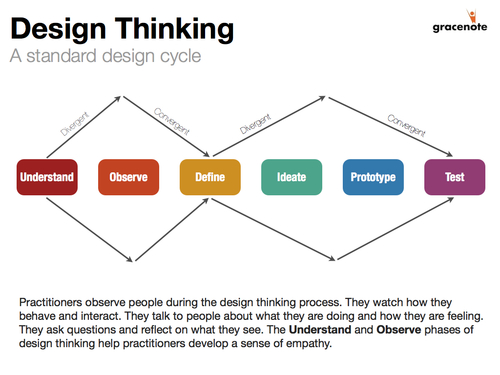 Design Thinking
gracenote
A standard design cycle
Divergent
Convergent
Divergent
Convergent
Understand
Observe
Define
Ideate
Prototype
Test
Practitioners observe people during the design thinking process. They watch how they
behave and interact. They talk to people about what they are doing and how they are feeling.
They ask questions and reflect on what they see. The Understand and Observe phases of
design thinking help practitioners develop a sense of empathy.